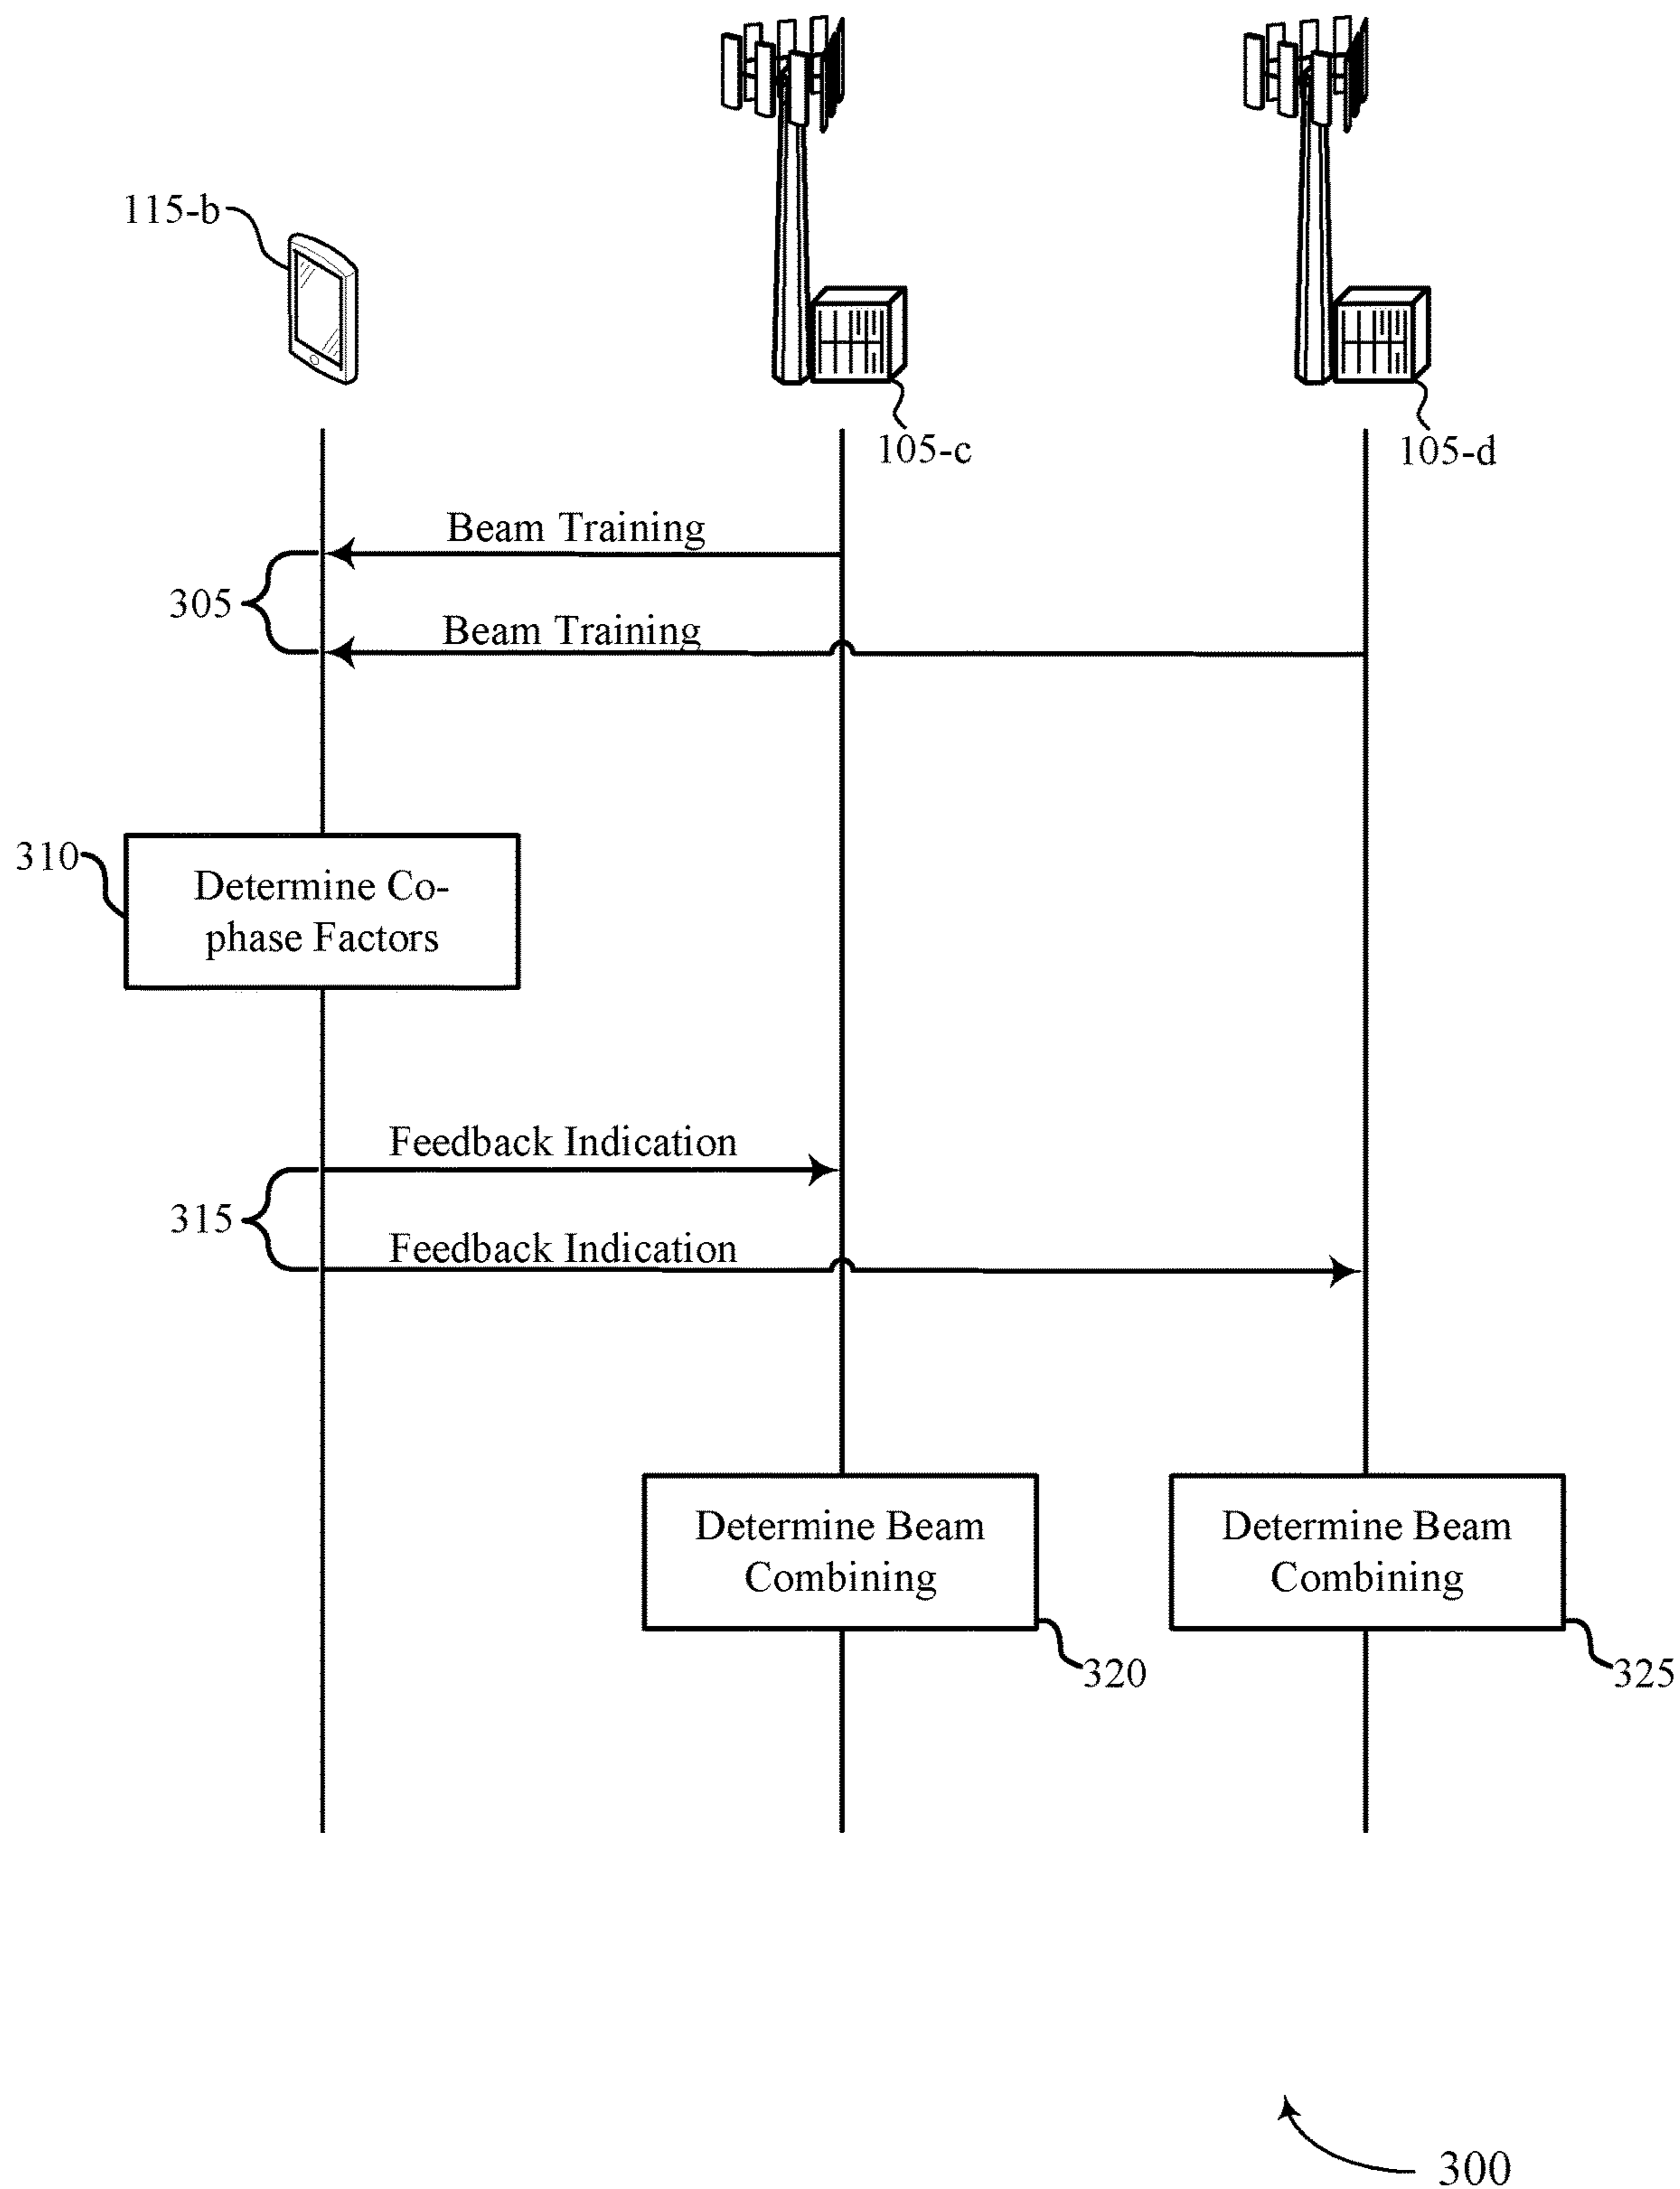 115-b
105-c
105-d
Beam Training
305
Beam Training
310
Determine Co-
phase Factors
Feedback Indication
315
Feedback Indication
Determine Beam
Combining
Determine Beam
Combining
320
325
300